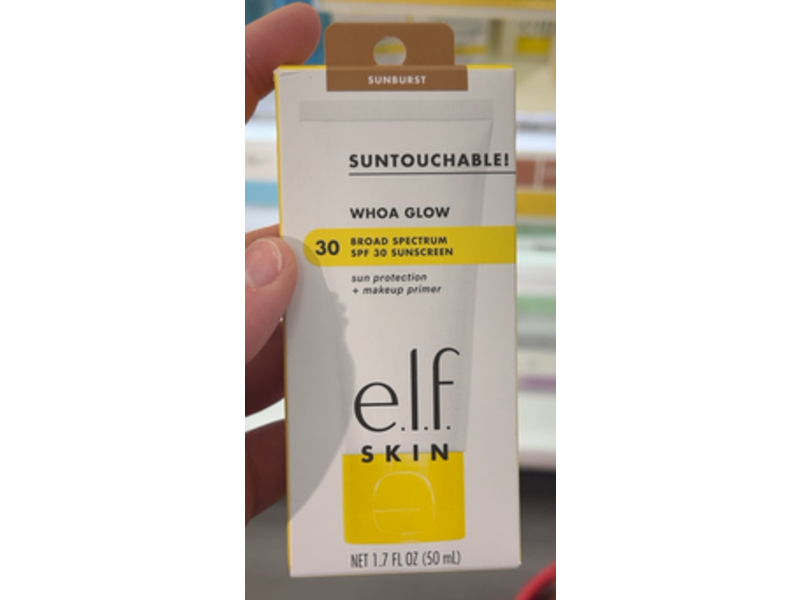 SUNBURST
SUNTOUCHABLE!
WHOA GLOW
30
BROAD SPECTRUM
SPF 30 SUNSCREEN
sun protection
+ makeup primer
e.l.f.
SKIN
NET 1.7 FL OZ (50 mL)